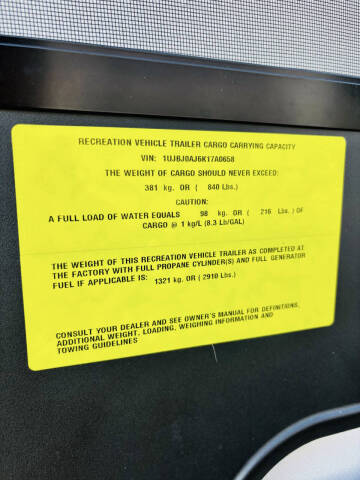 RECREATION VEHICLE TRAILER CARGO CARRYING CAPACITY
VIN: 1UJBJ0AJ6K17A0658
THE WEIGHT OF CARGO SHOULD NEVER EXCEED:
381 kg. OR ( 840 Lbs.)
CAUTION:
A FULL LOAD OF WATER EQUALS 98 kg. OR ( 216 Lbs.) OF
CARGO @ 1 kg/L (8.3 Lb/GAL)
THE WEIGHT OF THIS RECREATION VEHICLE TRAILER AS COMPLETED AT
THE FACTORY WITH FULL PROPANE CYLINDER(S) AND FULL GENERATOR
FUEL IF APPLICABLE IS: 1321 kg. OR ( 2910 Lbs.)
CONSULT YOUR DEALER AND SEE OWNER'S MANUAL FOR DEFINITIONS,
ADDITIONAL WEIGHT, LOADING, WEIGHING INFORMATION AND
TOWING GUIDELINES